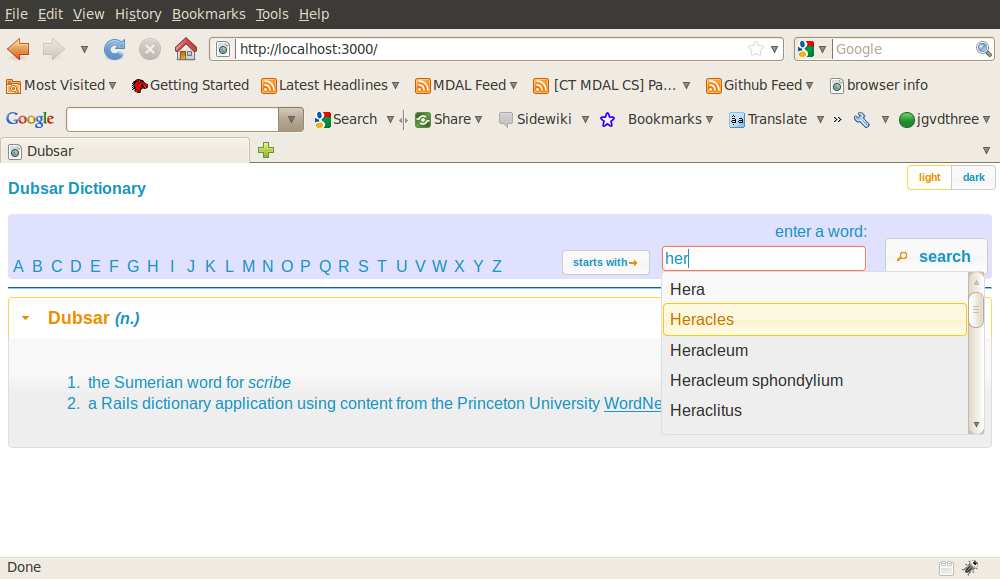 File Edit View History Bookmarks Tools Help
http://localhost:3000/ Google
Most Visited Getting Started Latest Headlines MDAL Feed [CT MDAL CS] Pa... Github Feed browser info
Google Search Share Sidewiki Bookmarks Translate » jgvdthree
Dubsar
light dark
Dubsar Dictionary
enter a word:
A B C D E F G H I J K L M N O P Q R S T U V W X Y Z starts with→ her search
Hera
Dubsar (n.) Heracles
Heracleum
1. the Sumerian word for scribe Heracleum sphondylium
2. a Rails dictionary application using content from the Princeton University WordNe Heraclitus
Done